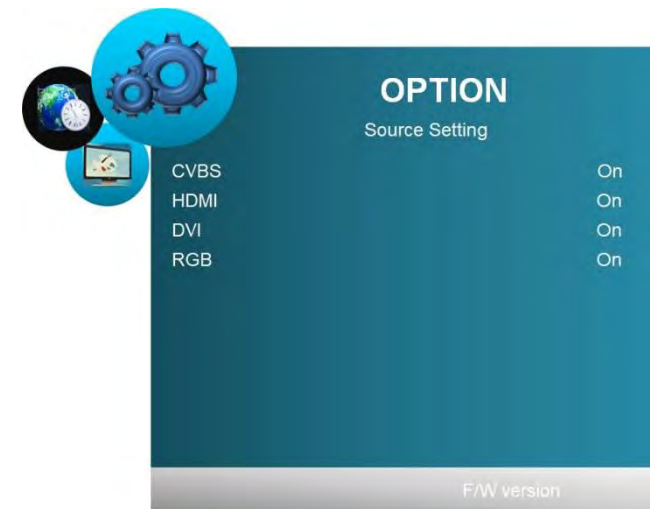 OPTION
Source Setting
CVBS On
HDMI On
DVI On
RGB On
F/W version